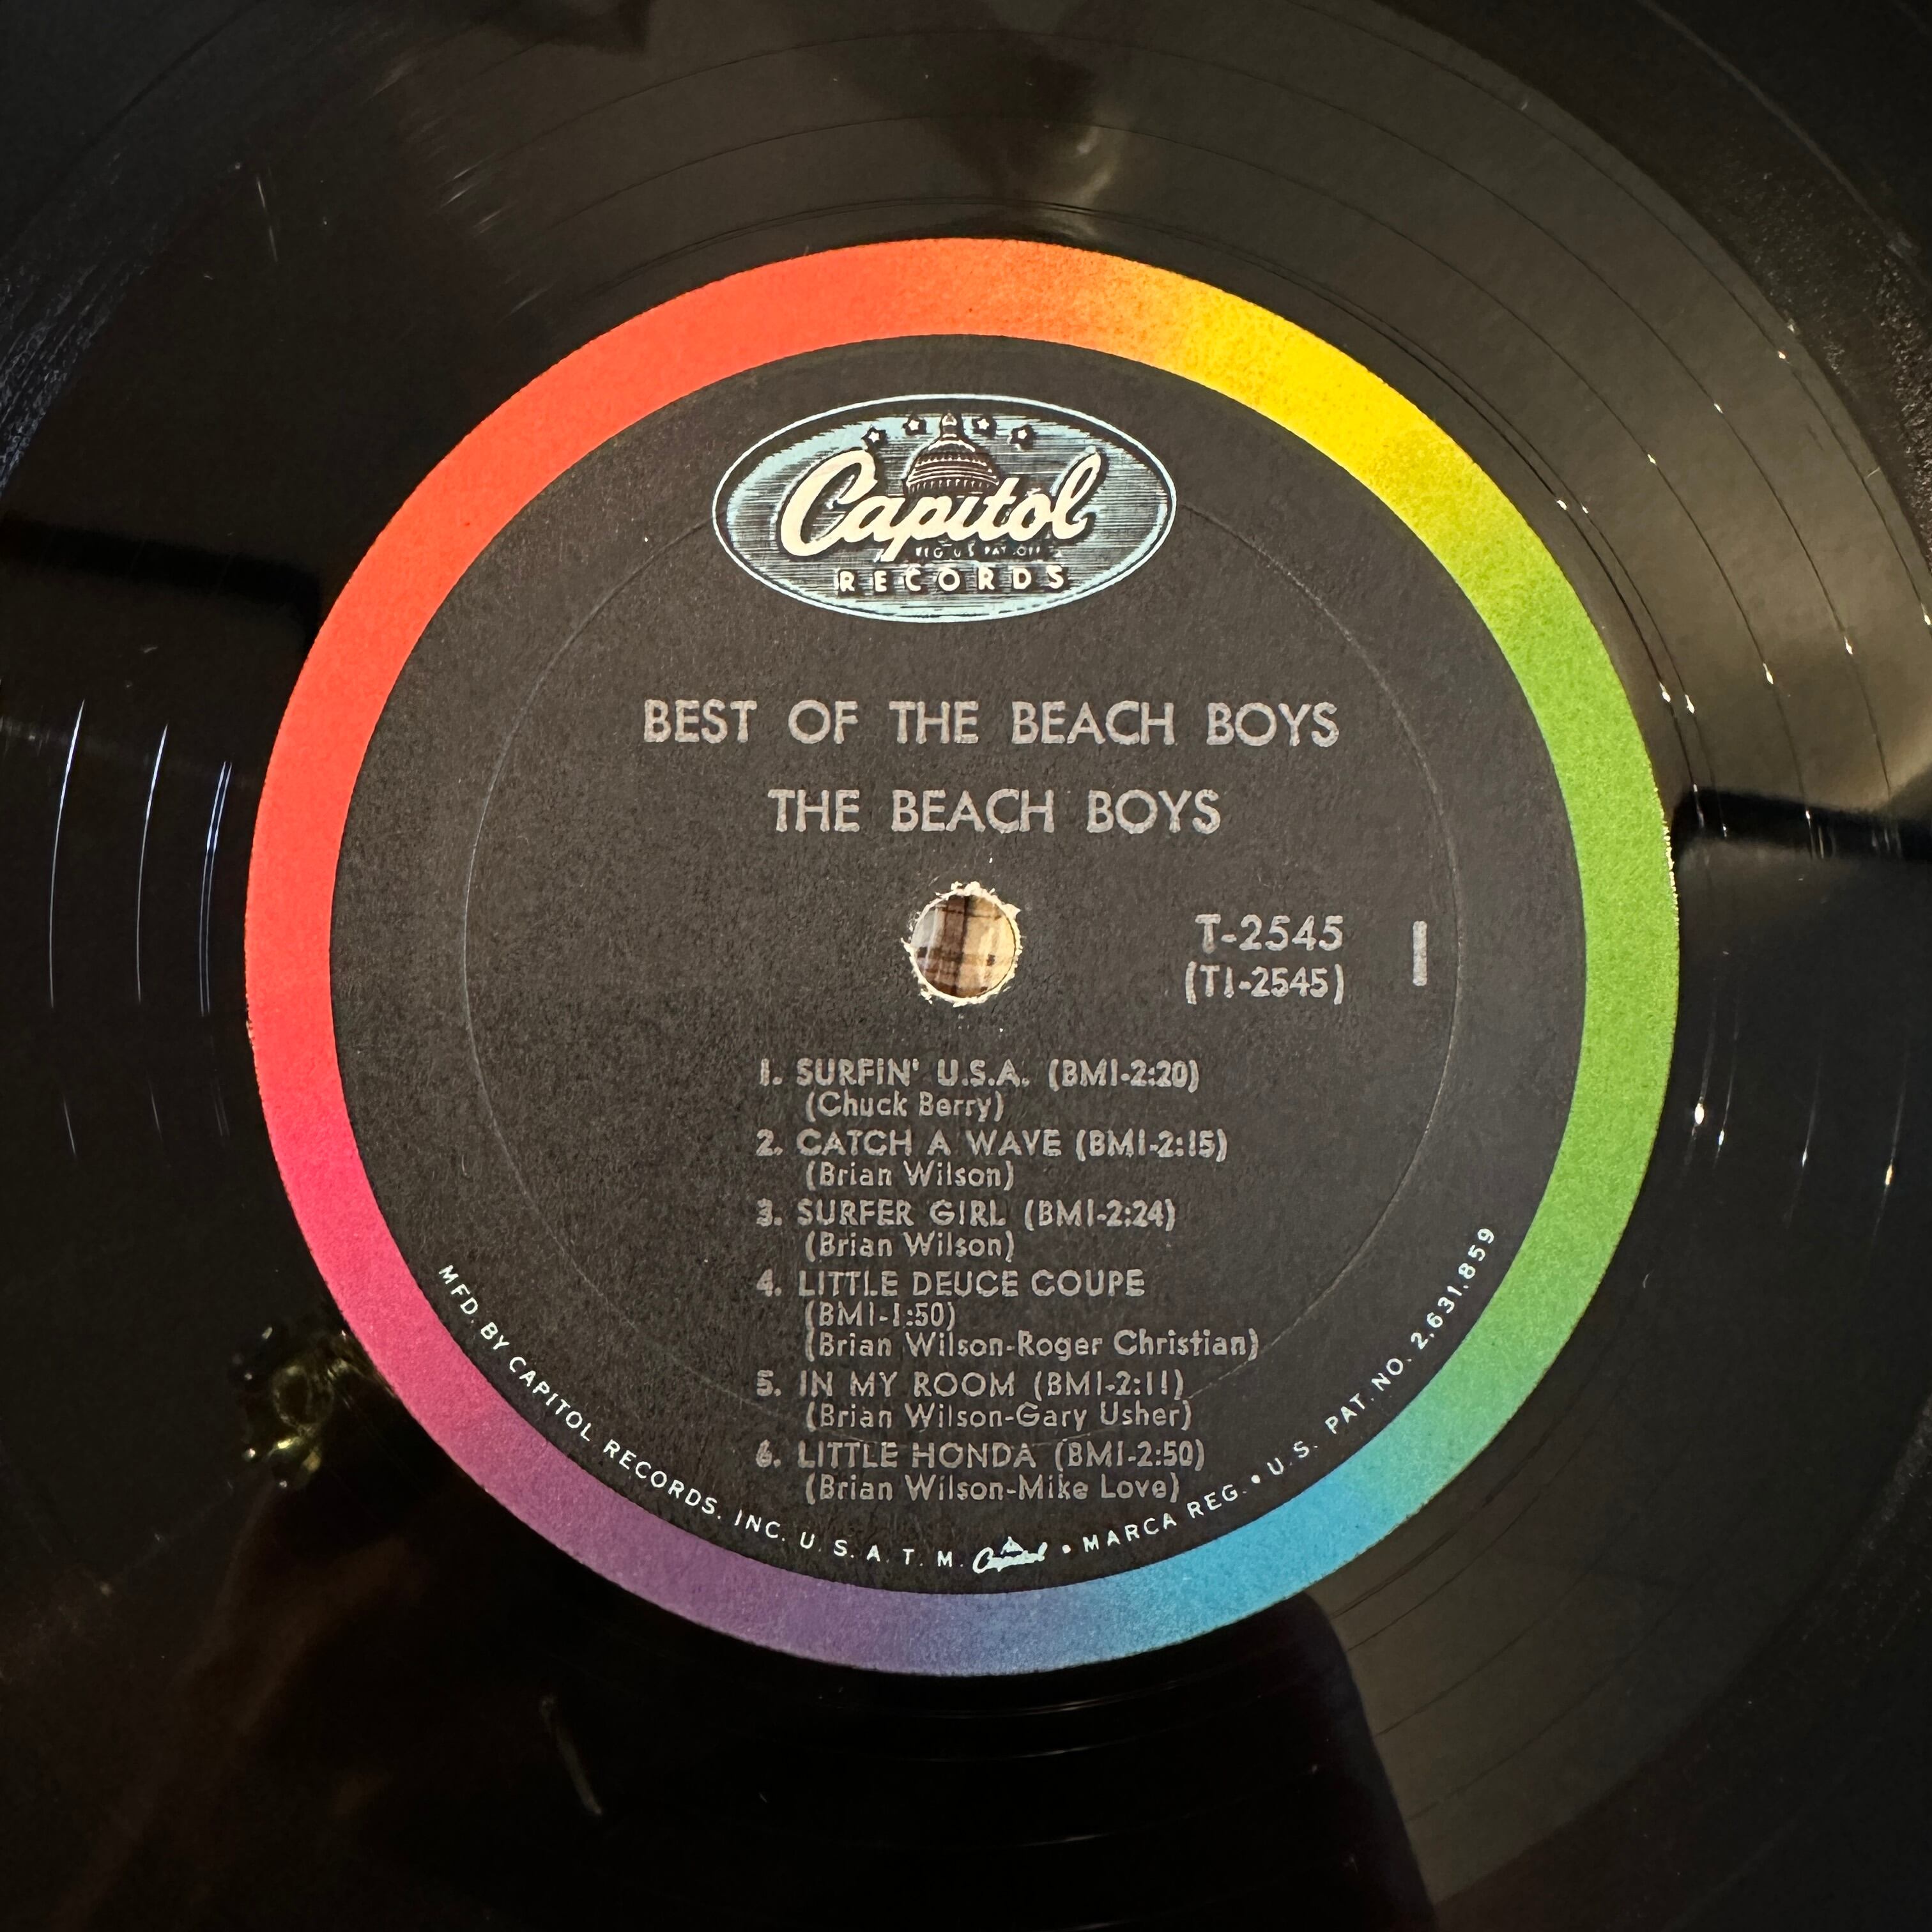 Capitol
REG. U.S. PAT. OFF.
RECORDS
BEST OF THE BEACH BOYS
THE BEACH BOYS
T-2545
(T1-2545)
1
1. SURFIN' U.S.A. (BMI-2:20)
(Chuck Berry)
2. CATCH A WAVE (BMI-2:15)
(Brian Wilson)
3. SURFER GIRL (BMI-2:24)
(Brian Wilson)
4. LITTLE DEUCE COUPE
(BMI-1:50)
(Brian Wilson-Roger Christian)
5. IN MY ROOM (BMI-2:11)
(Brian Wilson-Gary Usher)
6. LITTLE HONDA (BMI-2:50)
(Brian Wilson-Mike Love)
MFD. BY CAPITOL RECORDS, INC. U. S. A. T. M. Capitol • MARCA REG. • U.S. PAT. NO. 2,631,859